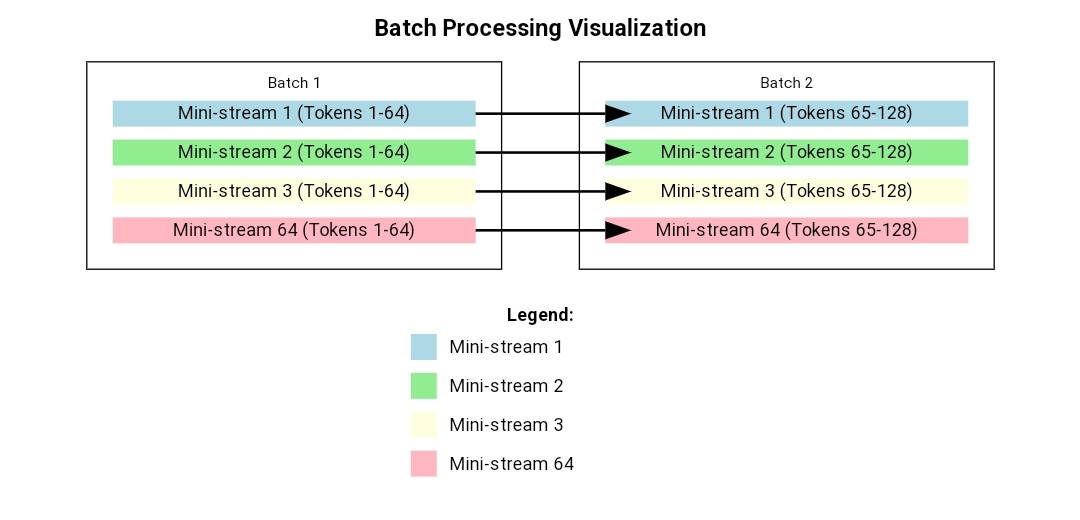 Batch Processing Visualization
Batch 1
Mini-stream 1 (Tokens 1-64)
Mini-stream 2 (Tokens 1-64)
Mini-stream 3 (Tokens 1-64)
Mini-stream 64 (Tokens 1-64)
Batch 2
Mini-stream 1 (Tokens 65-128)
Mini-stream 2 (Tokens 65-128)
Mini-stream 3 (Tokens 65-128)
Mini-stream 64 (Tokens 65-128)
Legend:
Mini-stream 1
Mini-stream 2
Mini-stream 3
Mini-stream 64